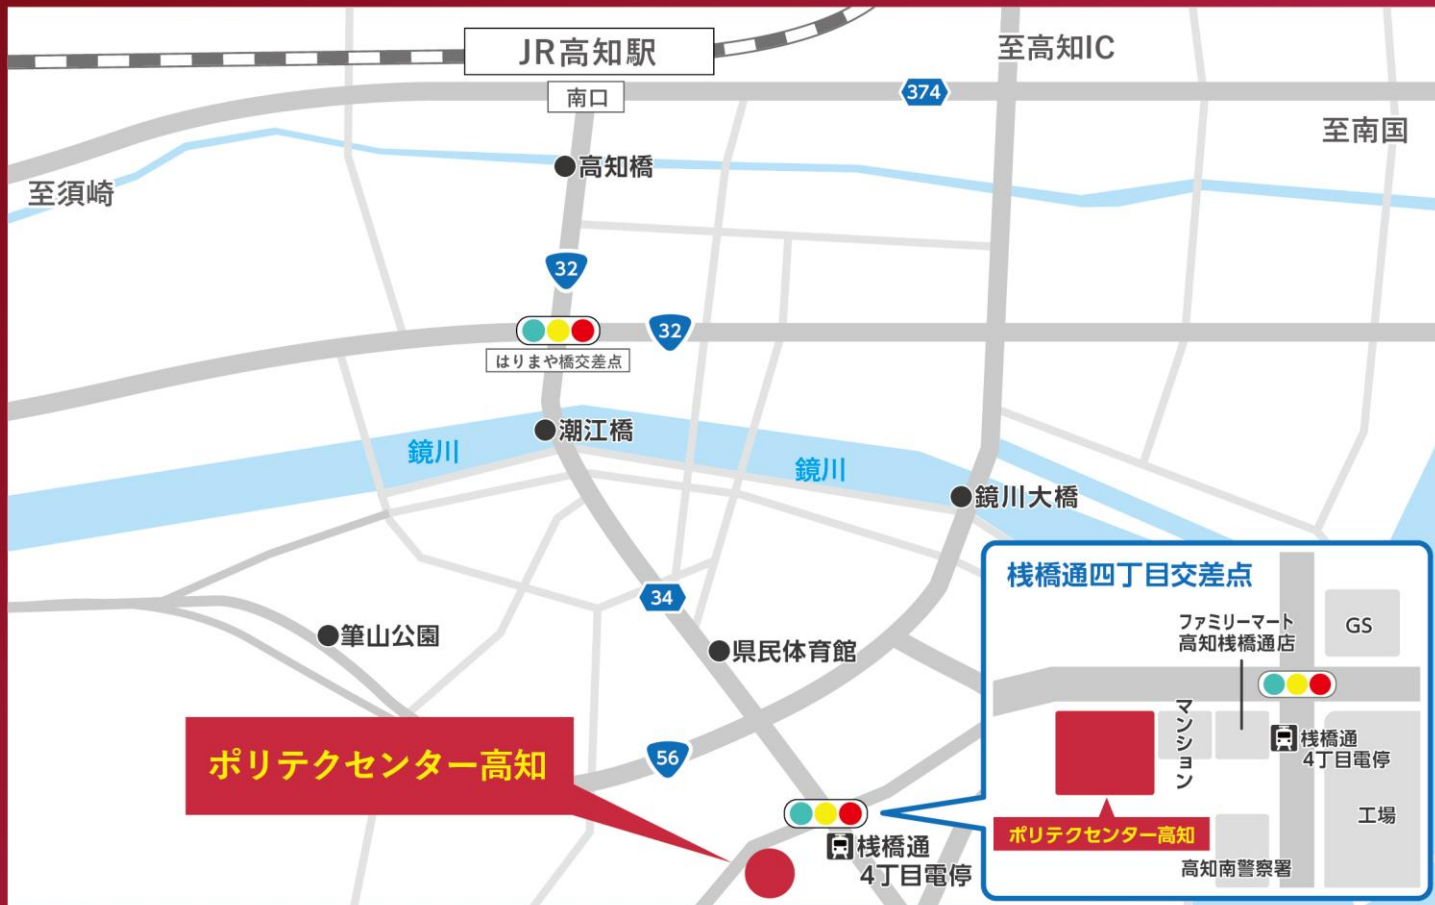 JR高知駅
至高知IC
南口
374
至南国
高知橋
至須崎
32
32
はりまや橋交差点
潮江橋
鏡川
鏡川
鏡川大橋
34
筆山公園
県民体育館
ポリテクセンター高知
56
桟橋通
4丁目電停
桟橋通四丁目交差点
ファミリーマート
高知桟橋通店
GS
マンション
桟橋通
4丁目電停
ポリテクセンター高知
工場
高知南警察署